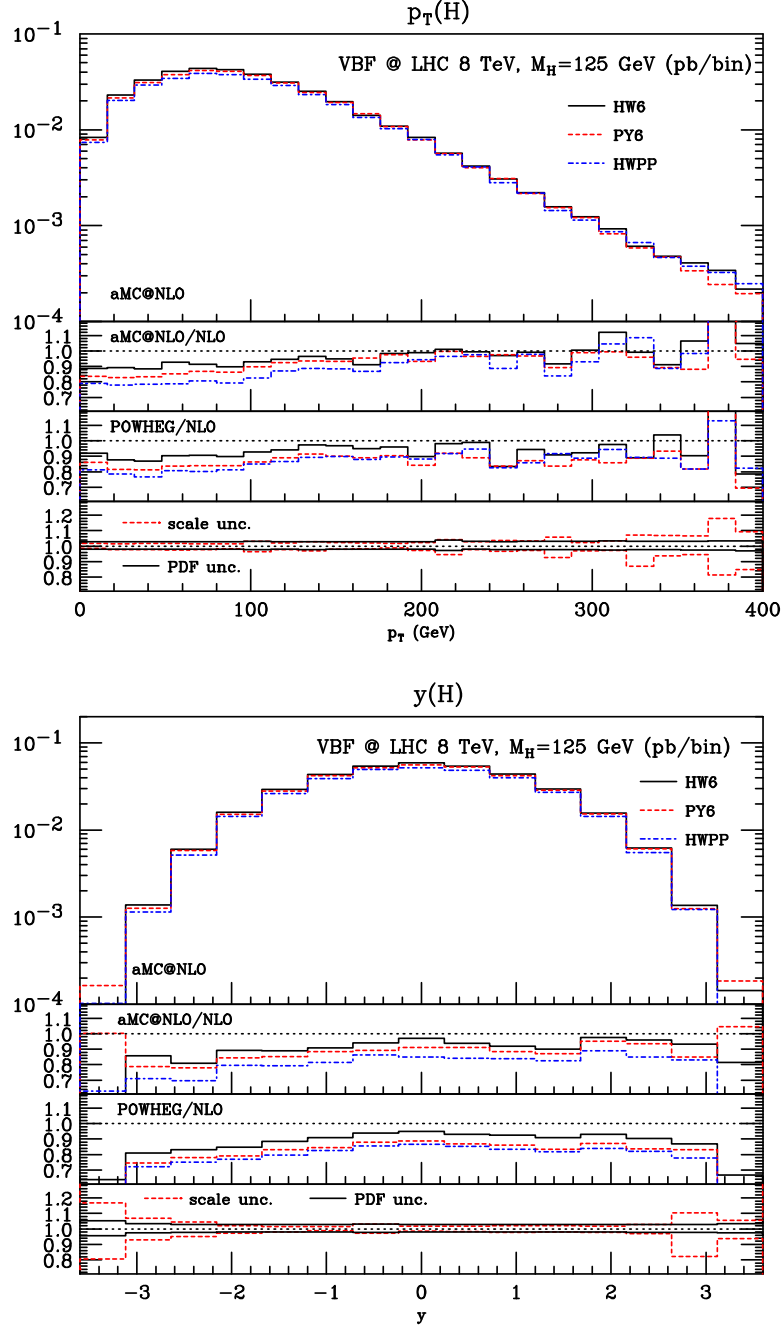 p_T(H)
10^−1
VBF @ LHC 8 TeV, M_H=125 GeV (pb/bin)
HW6
PY6
HWPP
10^−2
10^−3
aMC@NLO
10^−4
1.1
aMC@NLO/NLO
1.0
0.9
0.8
0.7
1.1
POWHEG/NLO
1.0
0.9
0.8
0.7
1.2
scale unc.
1.1
1.0
0.9
PDF unc.
0.8
0 100 200 300 400
p_T (GeV)
y(H)
10^−1
VBF @ LHC 8 TeV, M_H=125 GeV (pb/bin)
HW6
PY6
HWPP
10^−2
10^−3
aMC@NLO
10^−4
1.1
aMC@NLO/NLO
1.0
0.9
0.8
0.7
1.1
POWHEG/NLO
1.0
0.9
0.8
0.7
1.2
scale unc. PDF unc.
1.1
1.0
0.9
0.8
−3 −2 −1 0 1 2 3
y